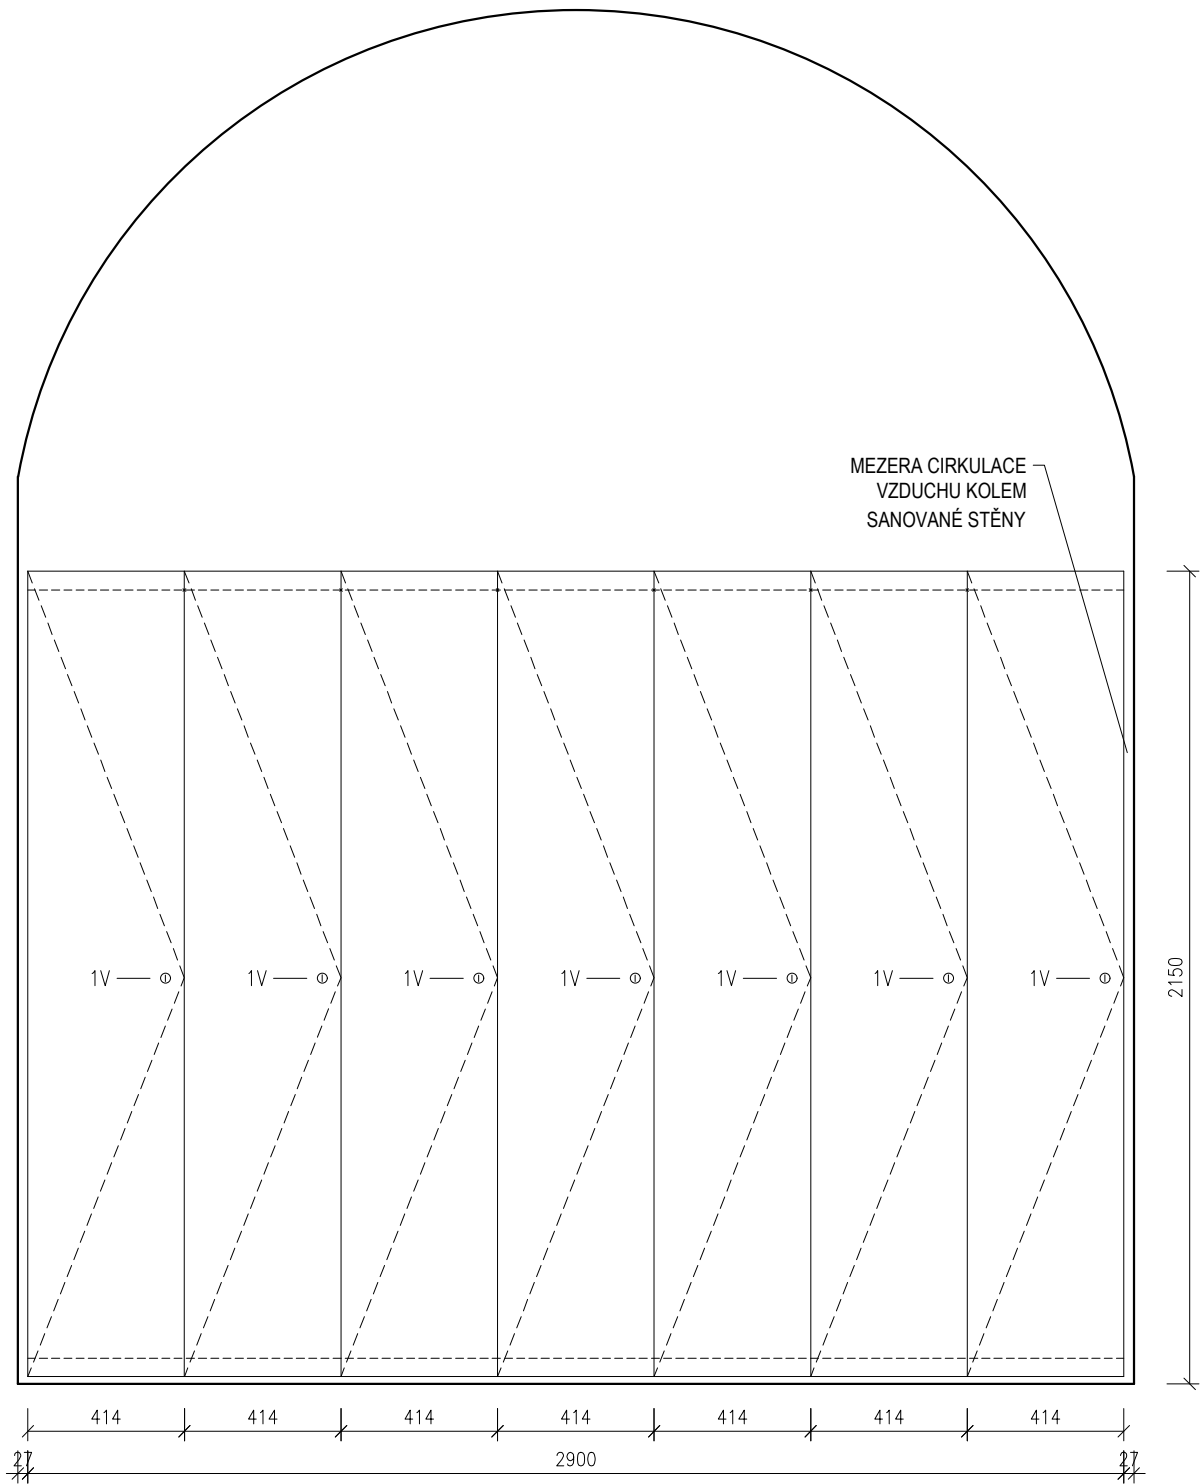 MEZERA CIRKULACE
VZDUCHU KOLEM
SANOVANÉ STĚNY
1V 1V 1V 1V 1V 1V 1V
2150
414 414 414 414 414 414 414
27 2900 27